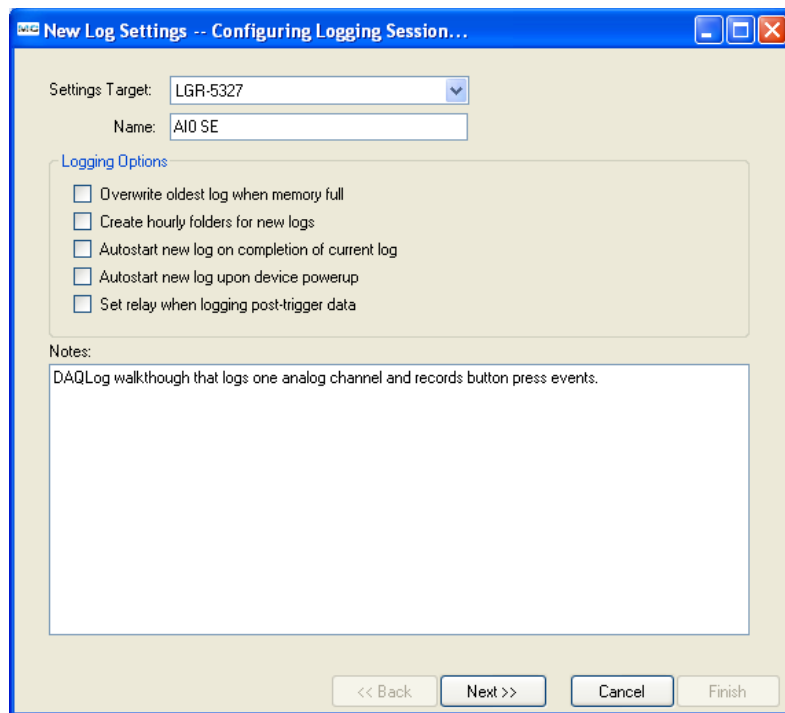 MC New Log Settings -- Configuring Logging Session...
Settings Target: LGR-5327
Name: AI0 SE
Logging Options
Overwrite oldest log when memory full
Create hourly folders for new logs
Autostart new log on completion of current log
Autostart new log upon device powerup
Set relay when logging post-trigger data
Notes:
DAQLog walkthough that logs one analog channel and records button press events.
<< Back Next >> Cancel Finish